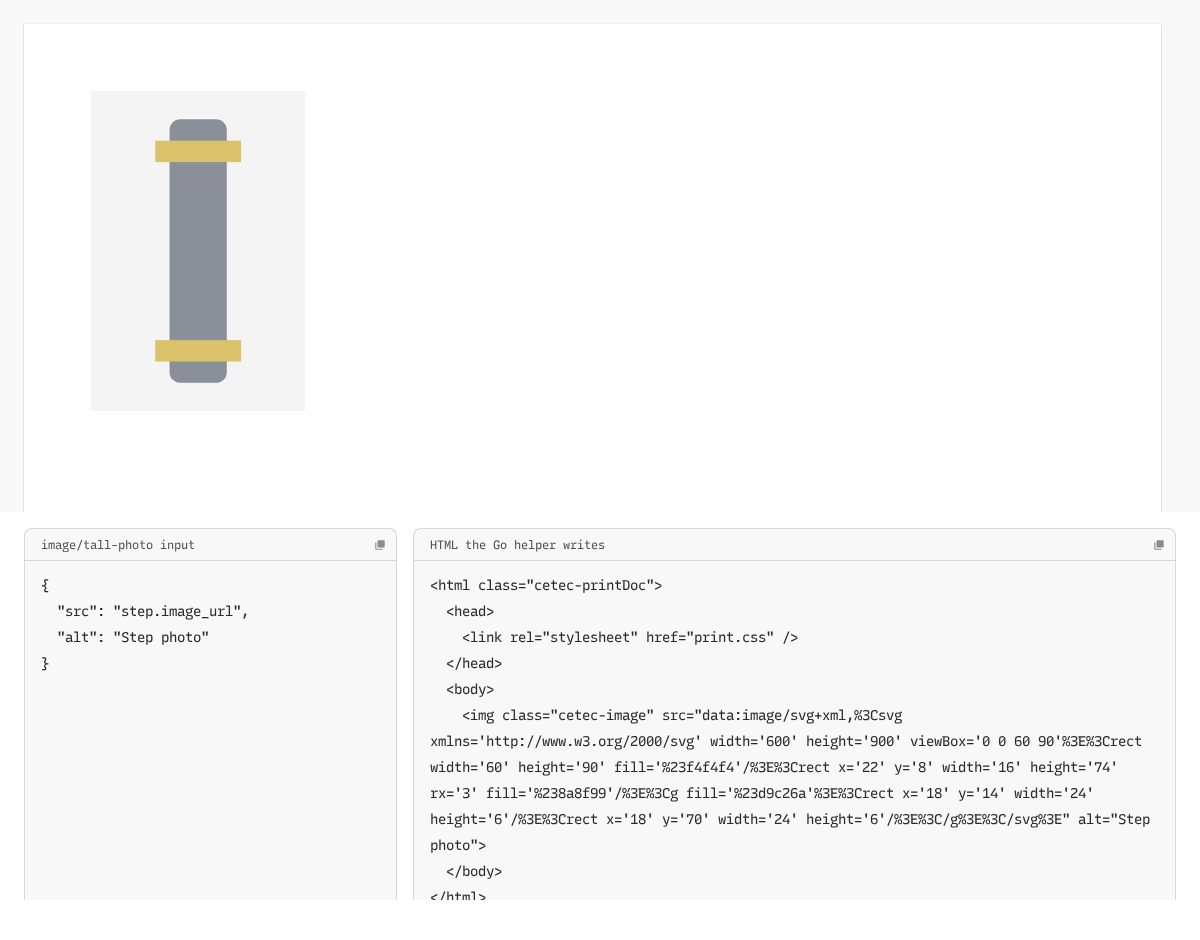 image/tall-photo input
{
  "src": "step.image_url",
  "alt": "Step photo"
}
HTML the Go helper writes
<html class="cetec-printDoc">
  <head>
    <link rel="stylesheet" href="print.css" />
  </head>
  <body>
    <img class="cetec-image" src="data:image/svg+xml,%3Csvg
xmlns='http://www.w3.org/2000/svg' width='600' height='900' viewBox='0 0 60 90'%3E%3Crect
width='60' height='90' fill='%23f4f4f4'/%3E%3Crect x='22' y='8' width='16' height='74'
rx='3' fill='%238a8f99'/%3E%3Cg fill='%23d9c26a'%3E%3Crect x='18' y='14' width='24'
height='6'/%3E%3Crect x='18' y='70' width='24' height='6'/%3E%3C/g%3E%3C/svg%3E" alt="Step
photo">
  </body>
</html>